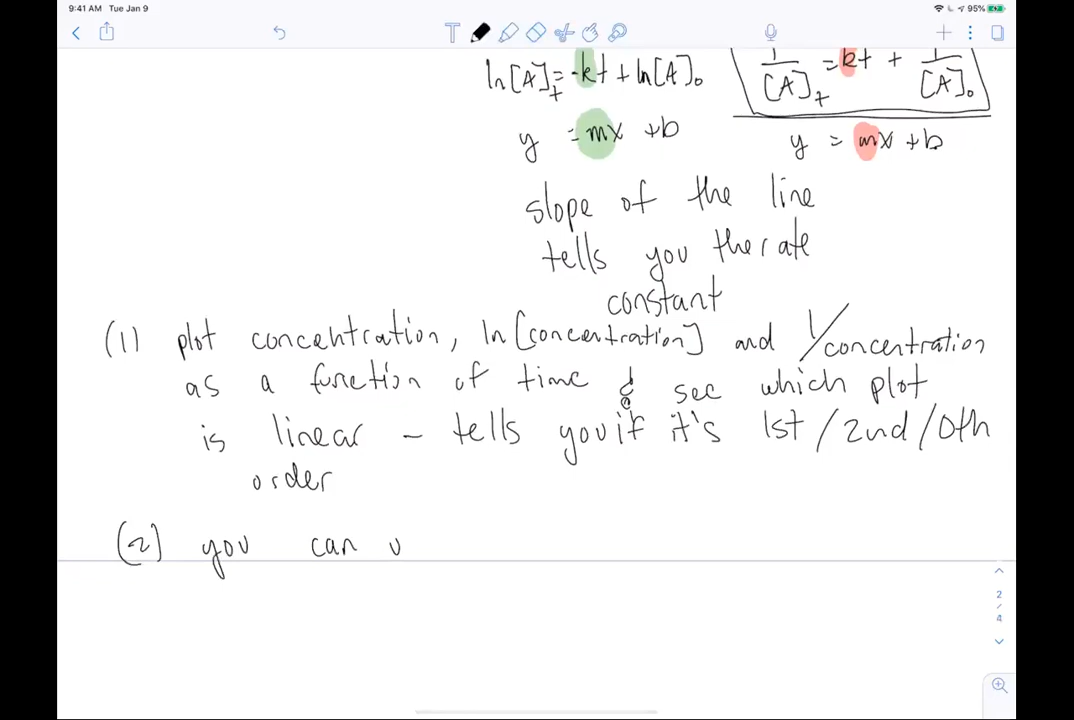 9:41 AM Tue Jan 9
95%
ln[A]t = -kt + ln[A]0
1/[A]t = kt + 1/[A]0
y = mx + b
y = mx + b
slope of the line
tells you the rate
constant
(1) plot concentration, ln[concentration] and 1/concentration
as a function of time & sec which plot
is linear - tells you if it's 1st/2nd/0th
order
(2) you can u
2
/
4